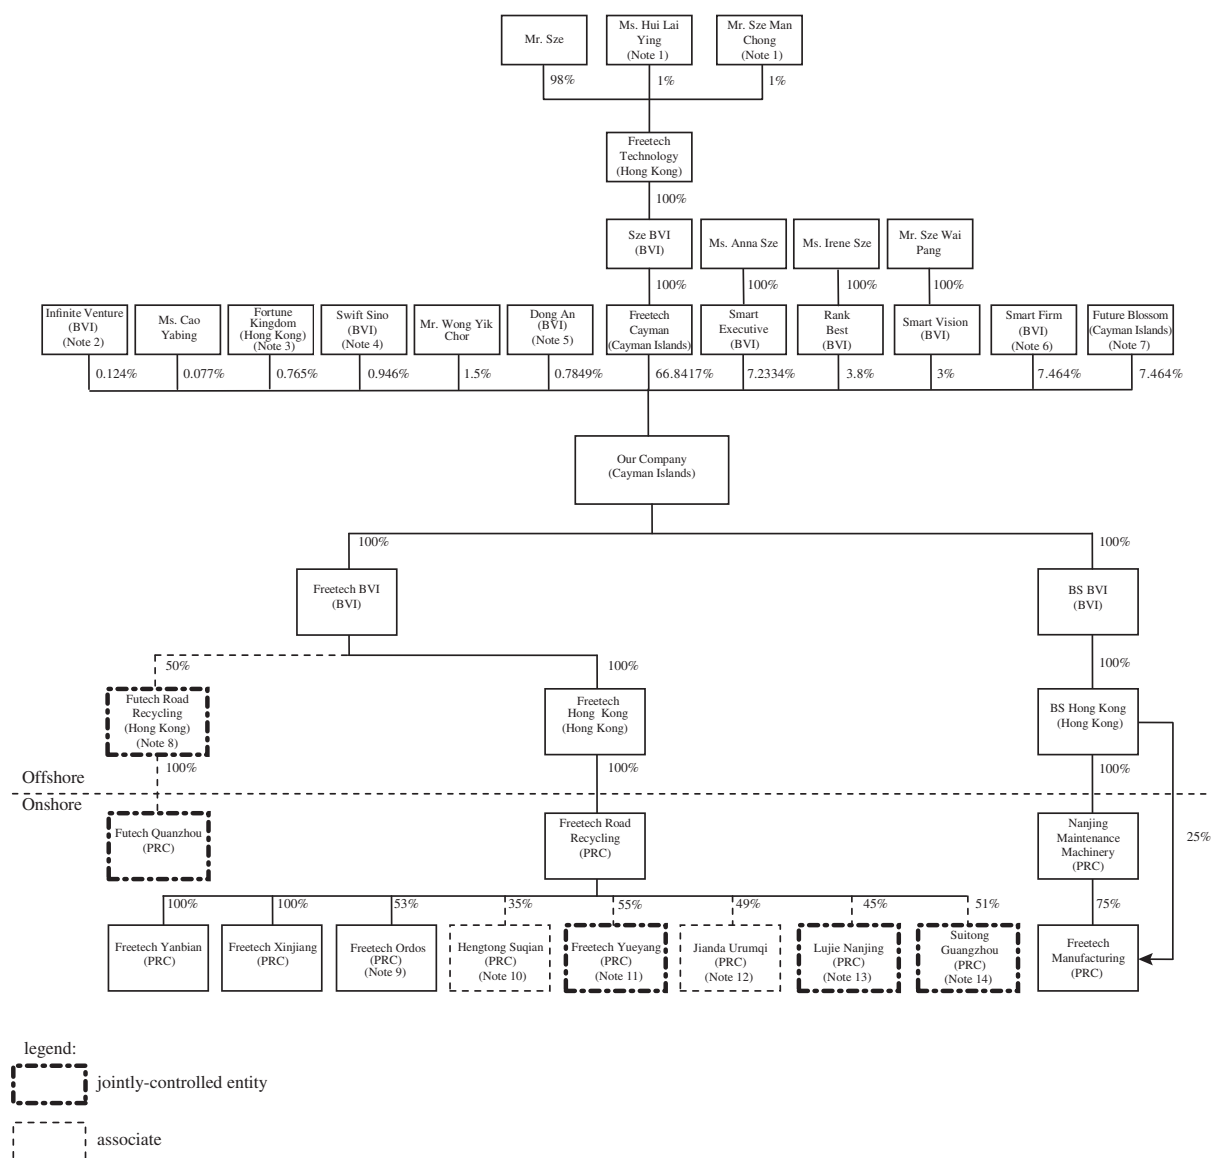 Mr. Sze
Ms. Hui Lai
Ying
(Note 1)
Mr. Sze Man
Chong
(Note 1)
98%
1%
1%
Freetech
Technology
(Hong Kong)
100%
Sze BVI
(BVI)
Ms. Anna Sze
Ms. Irene Sze
Mr. Sze Wai
Pang
100%
100%
100%
100%
Infinite Venture
(BVI)
(Note 2)
Ms. Cao
Yabing
Fortune
Kingdom
(Hong Kong)
(Note 3)
Swift Sino
(BVI)
(Note 4)
Mr. Wong Yik
Chor
Dong An
(BVI)
(Note 5)
Freetech
Cayman
(Cayman Islands)
Smart
Executive
(BVI)
Rank
Best
(BVI)
Smart Vision
(BVI)
Smart Firm
(BVI)
(Note 6)
Future Blossom
(Cayman Islands)
(Note 7)
0.124%
0.077%
0.765%
0.946%
1.5%
0.7849%
66.8417%
7.2334%
3.8%
3%
7.464%
7.464%
Our Company
(Cayman Islands)
100%
100%
Freetech BVI
(BVI)
BS BVI
(BVI)
50%
100%
100%
Futech Road
Recycling
(Hong Kong)
(Note 8)
Freetech
Hong Kong
(Hong Kong)
BS Hong Kong
(Hong Kong)
100%
100%
100%
Offshore
Onshore
Futech Quanzhou
(PRC)
Freetech Road
Recycling
(PRC)
Nanjing
Maintenance
Machinery
(PRC)
25%
100%
100%
53%
35%
55%
49%
45%
51%
75%
Freetech Yanbian
(PRC)
Freetech Xinjiang
(PRC)
Freetech Ordos
(PRC)
(Note 9)
Hengtong Suqian
(PRC)
(Note 10)
Freetech Yueyang
(PRC)
(Note 11)
Jianda Urumqi
(PRC)
(Note 12)
Lujie Nanjing
(PRC)
(Note 13)
Suitong
Guangzhou
(PRC)
(Note 14)
Freetech
Manufacturing
(PRC)
legend:
jointly-controlled entity
associate